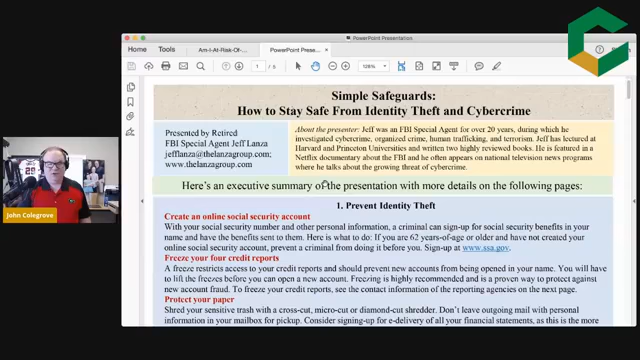 PowerPoint Presentation
Home
Tools
Am-I-At-Risk-Of-...
PowerPoint Prese...
1
/ 5
128%
Simple Safeguards:
How to Stay Safe From Identity Theft and Cybercrime
Presented by Retired
FBI Special Agent Jeff Lanza
jefflanza@thelanzagroup.com;
www.thelanzagroup.com
About the presenter: Jeff was an FBI Special Agent for over 20 years, during which he
investigated cybercrime, organized crime, human trafficking, and terrorism. Jeff has lectured at
Harvard and Princeton Universities and written two highly reviewed books. He is featured in a
Netflix documentary about the FBI and he often appears on national television news programs
where he talks about the growing threat of cybercrime.
Here's an executive summary of the presentation with more details on the following pages:
1. Prevent Identity Theft
Create an online social security account
With your social security number and other personal information, a criminal can sign-up for social security benefits in your
name and have the benefits sent to them. Here is what to do: If you are 62 years-of-age or older and have not created your
online social security account, prevent a criminal from doing it before you. Sign-up at www.ssa.gov.
Freeze your four credit reports
A freeze restricts access to your credit reports and should prevent new accounts from being opened in your name. You will
have to lift the freezes before you can open a new account. Freezing is highly recommended and is a proven way to protect against
new account fraud. To freeze your credit reports, see the contact information of the reporting agencies on the next page.
Protect your paper
Shred your sensitive trash with a cross-cut, micro-cut or diamond-cut shredder. Don't leave outgoing mail with personal
information in your mailbox for pickup. Consider signing-up for e-delivery of all your financial statements, as this is the more
John Colegrove